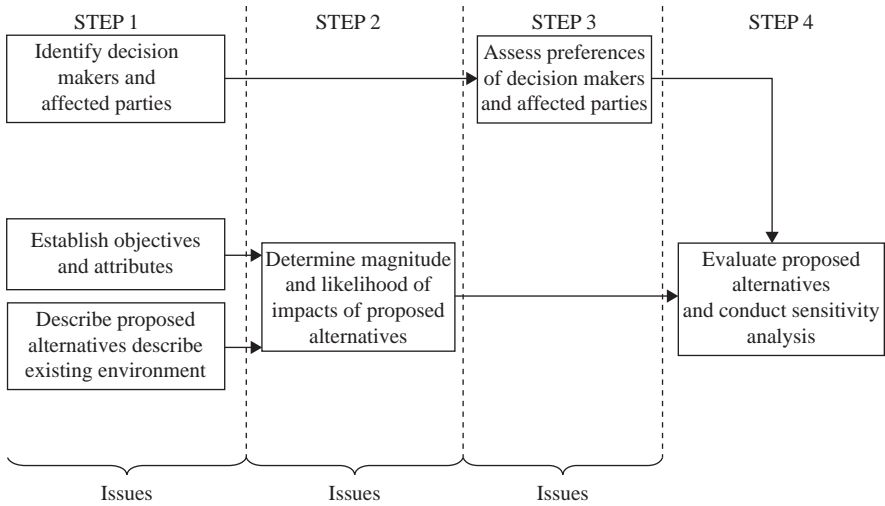 STEP 1
STEP 2
STEP 3
STEP 4
Identify decision
makers and
affected parties
Assess preferences
of decision makers
and affected parties
Establish objectives
and attributes
Describe proposed
alternatives describe
existing environment
Determine magnitude
and likelihood of
impacts of proposed
alternatives
Evaluate proposed
alternatives
and conduct sensitivity
analysis
Issues
Issues
Issues